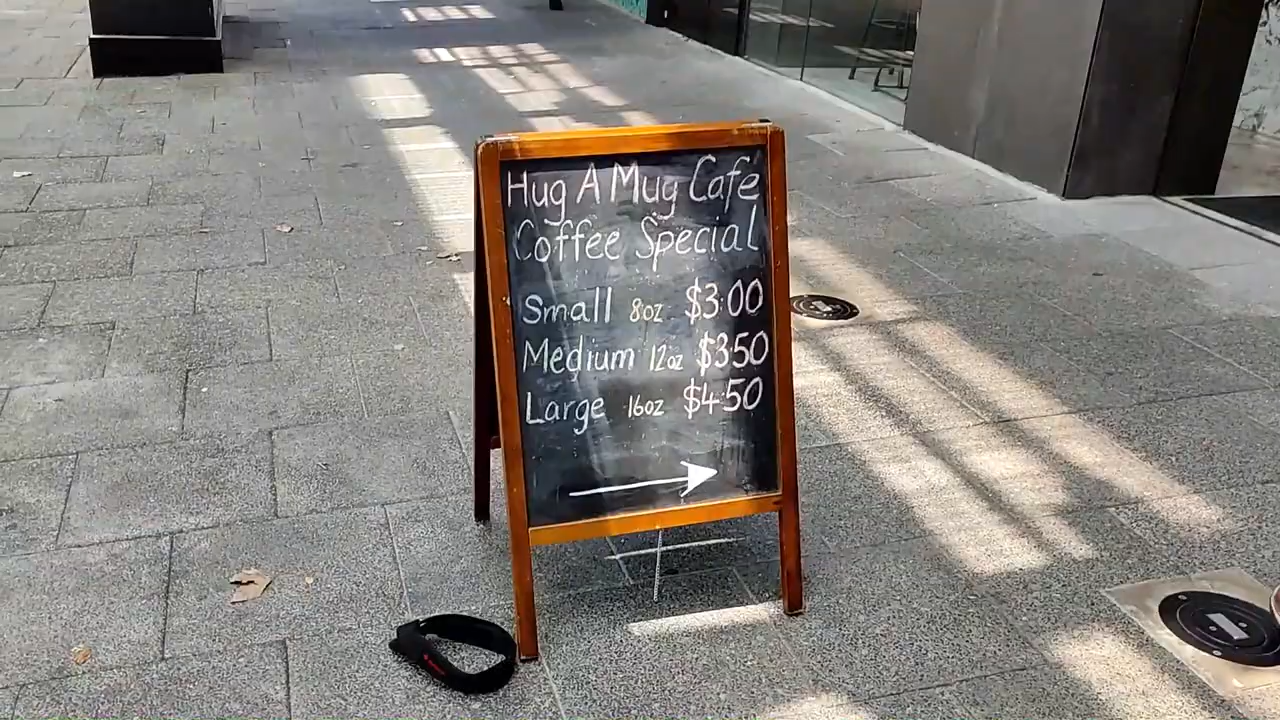 Hug A Mug Cafe
Coffee Special
Small 8oz $3.00
Medium 12oz $3.50
Large 16oz $4.50